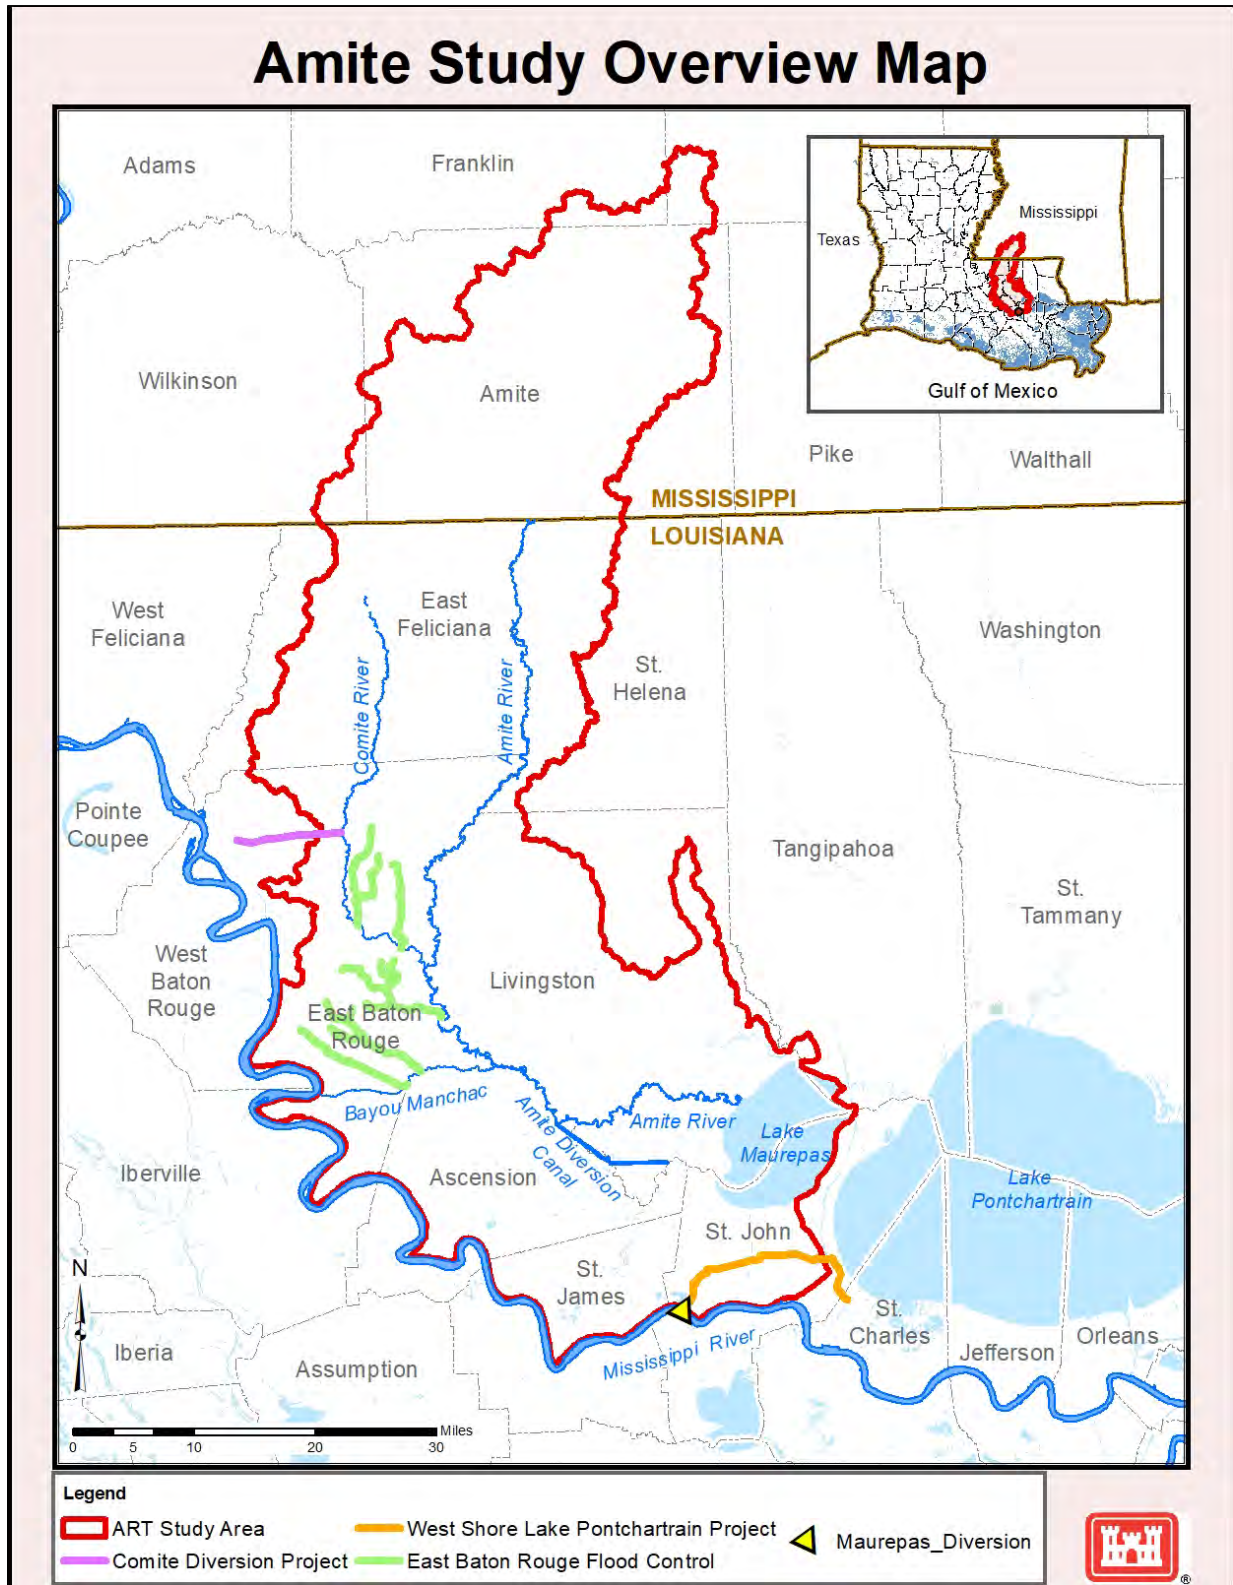 Amite Study Overview Map
Adams
Franklin
Texas
Mississippi
Gulf of Mexico
Wilkinson
Amite
Pike
Walthall
MISSISSIPPI
LOUISIANA
West
Feliciana
East
Feliciana
St.
Helena
Washington
Comite River
Amite River
Pointe
Coupee
Tangipahoa
St.
Tammany
West
Baton
Rouge
Livingston
East Baton
Rouge
Bayou Manchac
Amite Diversion
Canal
Amite River
Lake
Maurepas
Iberville
Ascension
Lake
Pontchartrain
St. John
St.
James
N
St.
Charles
Orleans
Jefferson
Mississippi River
Iberia
Assumption
Miles
0 5 10 20 30
Legend
ART Study Area
West Shore Lake Pontchartrain Project
Maurepas_Diversion
Comite Diversion Project
East Baton Rouge Flood Control
®